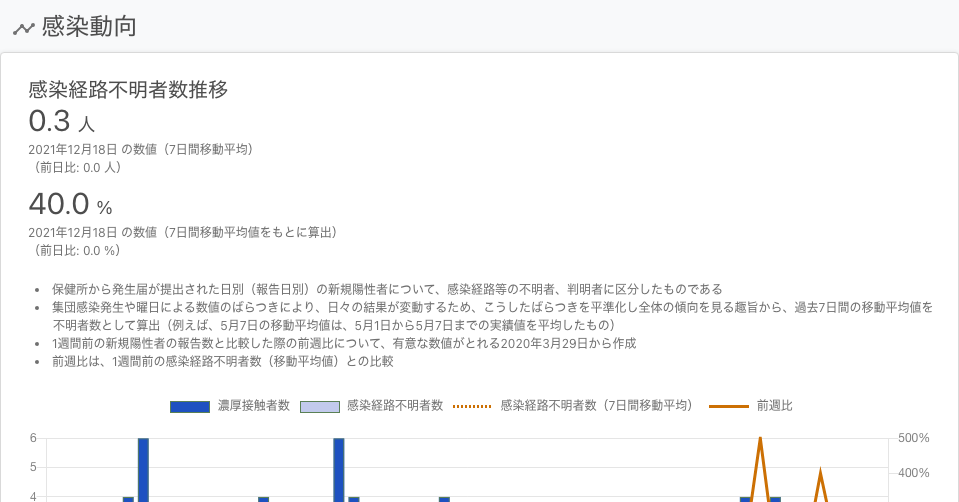 感染動向
感染経路不明者数推移
0.3 人
2021年12月18日 の数値（7日間移動平均）
（前日比: 0.0 人）
40.0 %
2021年12月18日 の数値（7日間移動平均値をもとに算出）
（前日比: 0.0 %）
• 保健所から発生届が提出された日別（報告日別）の新規陽性者について、感染経路等の不明者、判明者に区分したものである
• 集団感染発生や曜日による数値のばらつきにより、日々の結果が変動するため、こうしたばらつきを平準化し全体の傾向を見る趣旨から、過去7日間の移動平均値を
不明者数として算出（例えば、5月7日の移動平均値は、5月1日から5月7日までの実績値を平均したもの）
• 1週間前の新規陽性者の報告数と比較した際の前週比について、有意な数値がとれる2020年3月29日から作成
• 前週比は、1週間前の感染経路不明者数（移動平均値）との比較
濃厚接触者数 感染経路不明者数 感染経路不明者数（7日間移動平均） 前週比
6 500%
5 400%
4